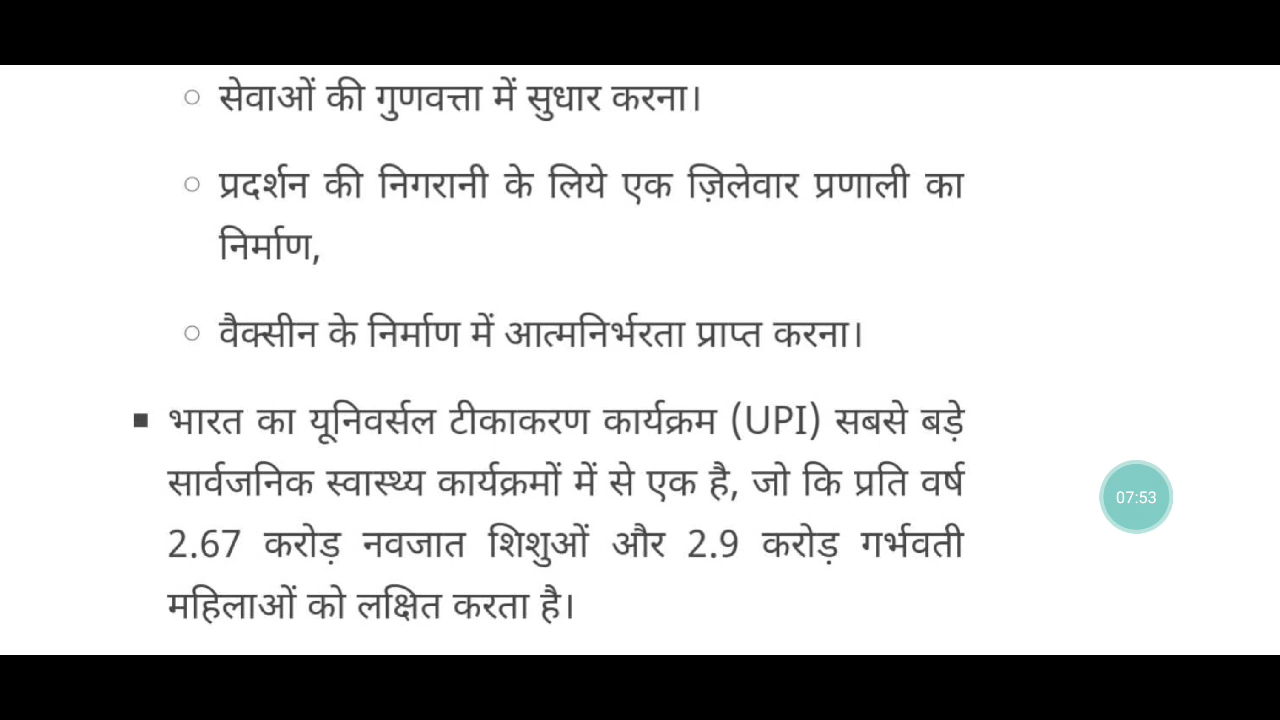 सेवाओं की गुणवत्ता में सुधार करना।
प्रदर्शन की निगरानी के लिये एक ज़िलेवार प्रणाली का
निर्माण,
वैक्सीन के निर्माण में आत्मनिर्भरता प्राप्त करना।
भारत का यूनिवर्सल टीकाकरण कार्यक्रम (UPI) सबसे बड़े
सार्वजनिक स्वास्थ्य कार्यक्रमों में से एक है, जो कि प्रति वर्ष
2.67 करोड़ नवजात शिशुओं और 2.9 करोड़ गर्भवती
महिलाओं को लक्षित करता है।
07:53